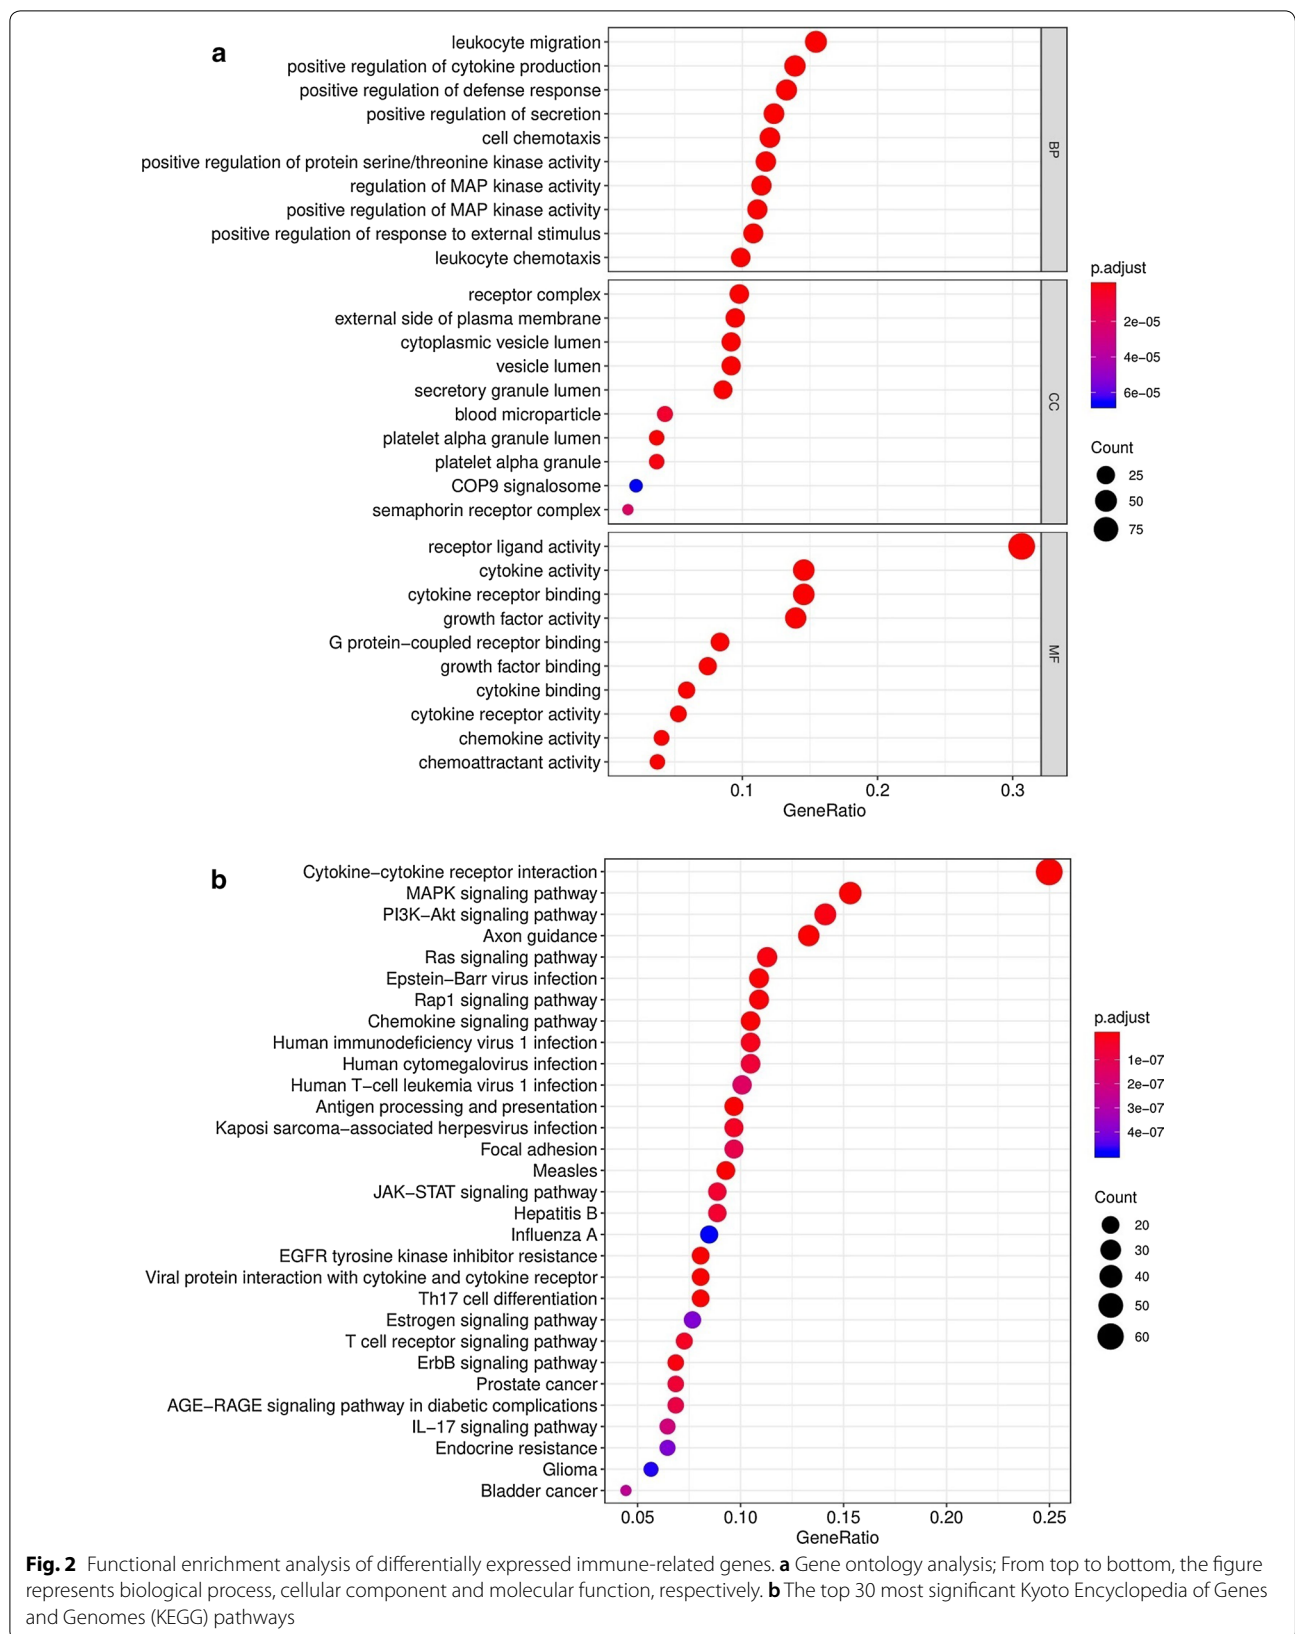 a
leukocyte migration
positive regulation of cytokine production
positive regulation of defense response
positive regulation of secretion
cell chemotaxis
positive regulation of protein serine/threonine kinase activity
regulation of MAP kinase activity
positive regulation of MAP kinase activity
positive regulation of response to external stimulus
leukocyte chemotaxis
BP
receptor complex
external side of plasma membrane
cytoplasmic vesicle lumen
vesicle lumen
secretory granule lumen
blood microparticle
platelet alpha granule lumen
platelet alpha granule
COP9 signalosome
semaphorin receptor complex
CC
receptor ligand activity
cytokine activity
cytokine receptor binding
growth factor activity
G protein−coupled receptor binding
growth factor binding
cytokine binding
cytokine receptor activity
chemokine activity
chemoattractant activity
MF
0.1 0.2 0.3
GeneRatio
p.adjust
2e−05
4e−05
6e−05
Count
25
50
75
b
Cytokine−cytokine receptor interaction
MAPK signaling pathway
PI3K−Akt signaling pathway
Axon guidance
Ras signaling pathway
Epstein−Barr virus infection
Rap1 signaling pathway
Chemokine signaling pathway
Human immunodeficiency virus 1 infection
Human cytomegalovirus infection
Human T−cell leukemia virus 1 infection
Antigen processing and presentation
Kaposi sarcoma−associated herpesvirus infection
Focal adhesion
Measles
JAK−STAT signaling pathway
Hepatitis B
Influenza A
EGFR tyrosine kinase inhibitor resistance
Viral protein interaction with cytokine and cytokine receptor
Th17 cell differentiation
Estrogen signaling pathway
T cell receptor signaling pathway
ErbB signaling pathway
Prostate cancer
AGE−RAGE signaling pathway in diabetic complications
IL−17 signaling pathway
Endocrine resistance
Glioma
Bladder cancer
0.05 0.10 0.15 0.20 0.25
GeneRatio
p.adjust
1e−07
2e−07
3e−07
4e−07
Count
20
30
40
50
60
Fig. 2 Functional enrichment analysis of differentially expressed immune-related genes. a Gene ontology analysis; From top to bottom, the figure
represents biological process, cellular component and molecular function, respectively. b The top 30 most significant Kyoto Encyclopedia of Genes
and Genomes (KEGG) pathways